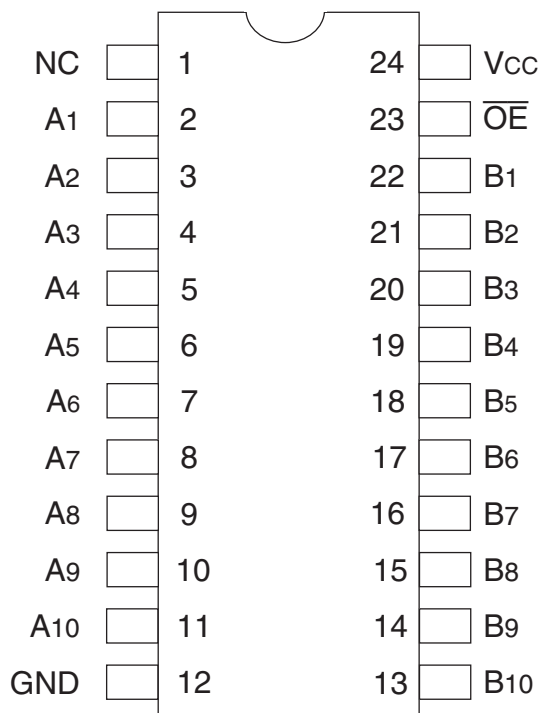 NC 1 24 VCC
A1 2 23 O̅E̅
A2 3 22 B1
A3 4 21 B2
A4 5 20 B3
A5 6 19 B4
A6 7 18 B5
A7 8 17 B6
A8 9 16 B7
A9 10 15 B8
A10 11 14 B9
GND 12 13 B10